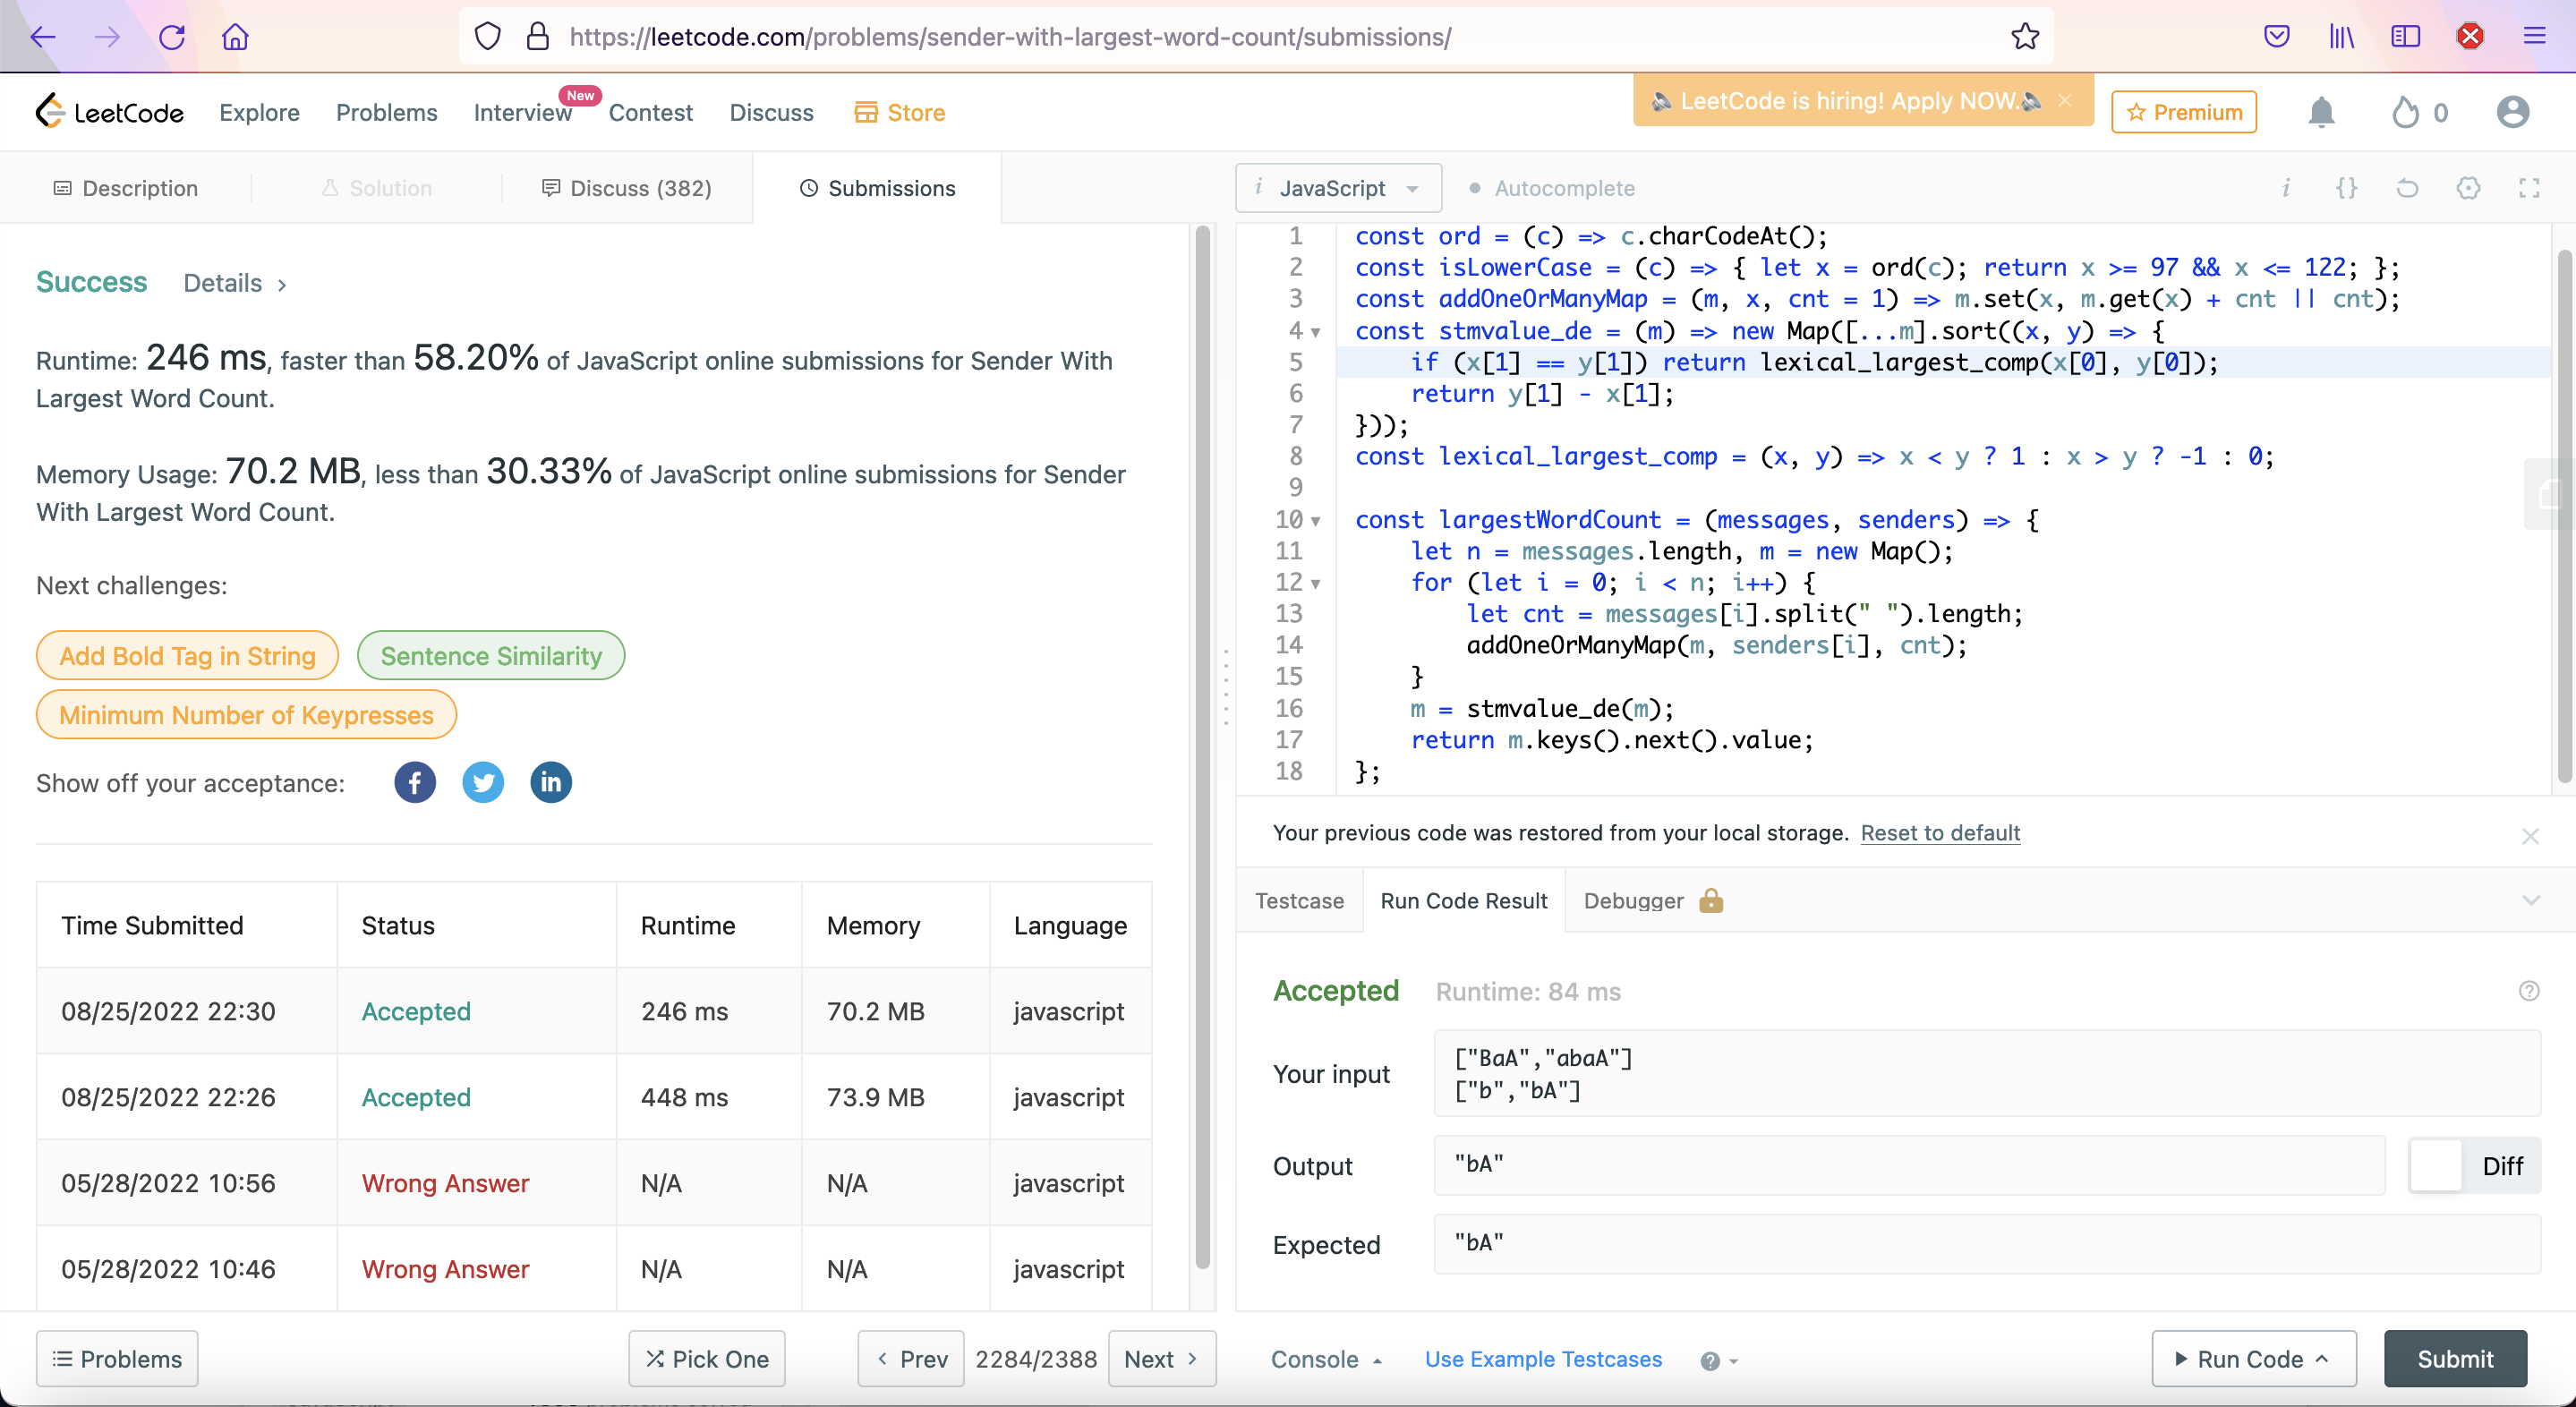 https://leetcode.com/problems/sender-with-largest-word-count/submissions/
LeetCode
Explore
Problems
Interview
New
Contest
Discuss
Store
LeetCode is hiring! Apply NOW.
Premium
0
Description
Solution
Discuss (382)
Submissions
Success
Details
Runtime: 246 ms, faster than 58.20% of JavaScript online submissions for Sender With
Largest Word Count.
Memory Usage: 70.2 MB, less than 30.33% of JavaScript online submissions for Sender
With Largest Word Count.
Next challenges:
Add Bold Tag in String
Sentence Similarity
Minimum Number of Keypresses
Show off your acceptance:
Time Submitted Status Runtime Memory Language
08/25/2022 22:30 Accepted 246 ms 70.2 MB javascript
08/25/2022 22:26 Accepted 448 ms 73.9 MB javascript
05/28/2022 10:56 Wrong Answer N/A N/A javascript
05/28/2022 10:46 Wrong Answer N/A N/A javascript
Problems
Pick One
Prev
2284/2388
Next
i JavaScript
Autocomplete
1 const ord = (c) => c.charCodeAt();
2 const isLowerCase = (c) => { let x = ord(c); return x >= 97 && x <= 122; };
3 const addOneOrManyMap = (m, x, cnt = 1) => m.set(x, m.get(x) + cnt || cnt);
4 const stmvalue_de = (m) => new Map([...m].sort((x, y) => {
5     if (x[1] == y[1]) return lexical_largest_comp(x[0], y[0]);
6     return y[1] - x[1];
7 }));
8 const lexical_largest_comp = (x, y) => x < y ? 1 : x > y ? -1 : 0;
9
10 const largestWordCount = (messages, senders) => {
11     let n = messages.length, m = new Map();
12     for (let i = 0; i < n; i++) {
13         let cnt = messages[i].split(" ").length;
14         addOneOrManyMap(m, senders[i], cnt);
15     }
16     m = stmvalue_de(m);
17     return m.keys().next().value;
18 };
Your previous code was restored from your local storage. Reset to default
Testcase
Run Code Result
Debugger
Accepted
Runtime: 84 ms
Your input
["BaA","abaA"]
["b","bA"]
Output
"bA"
Diff
Expected
"bA"
Console
Use Example Testcases
Run Code
Submit